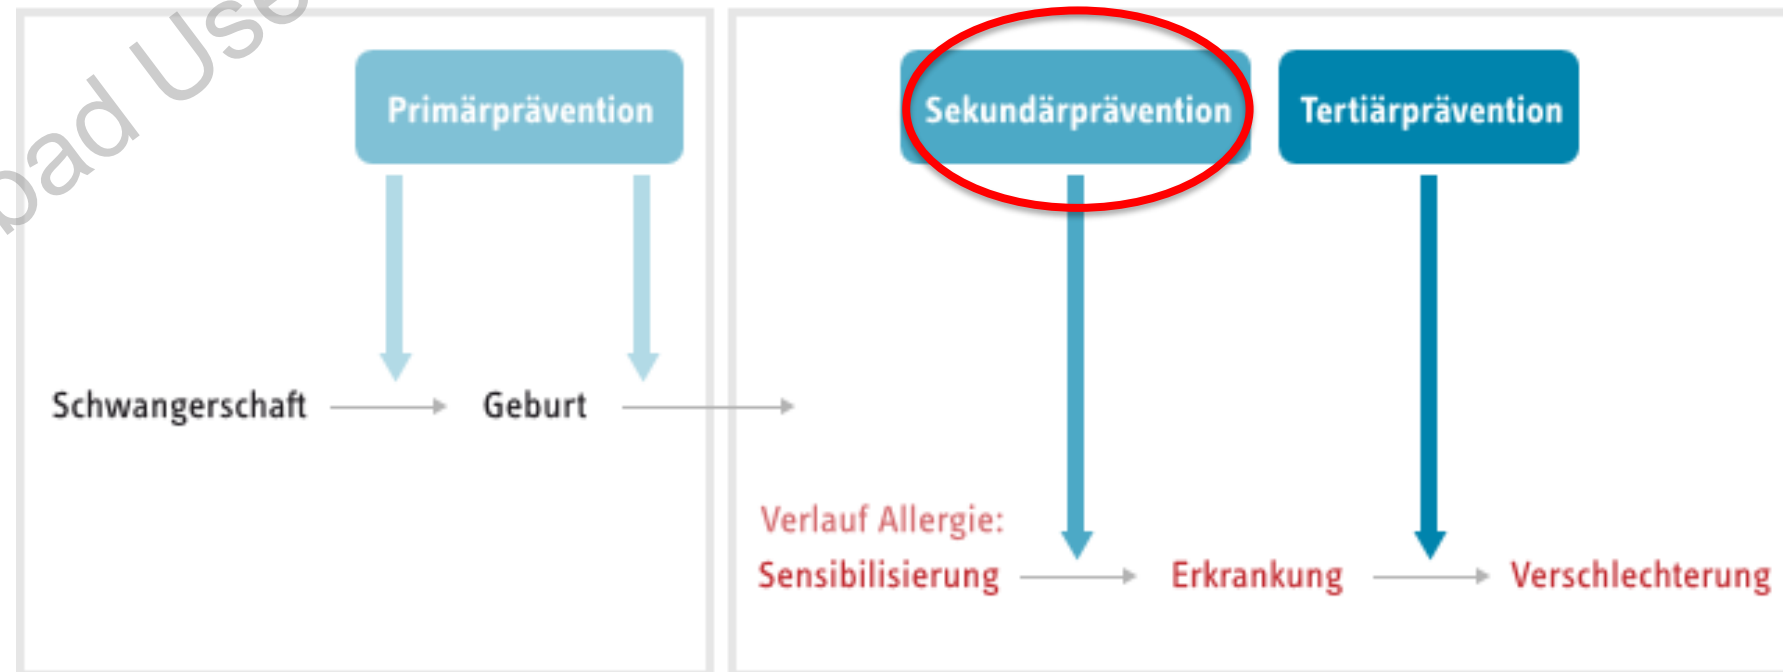 Primärprävention
Sekundärprävention
Tertiärprävention
Schwangerschaft
Geburt
Verlauf Allergie:
Sensibilisierung
Erkrankung
Verschlechterung